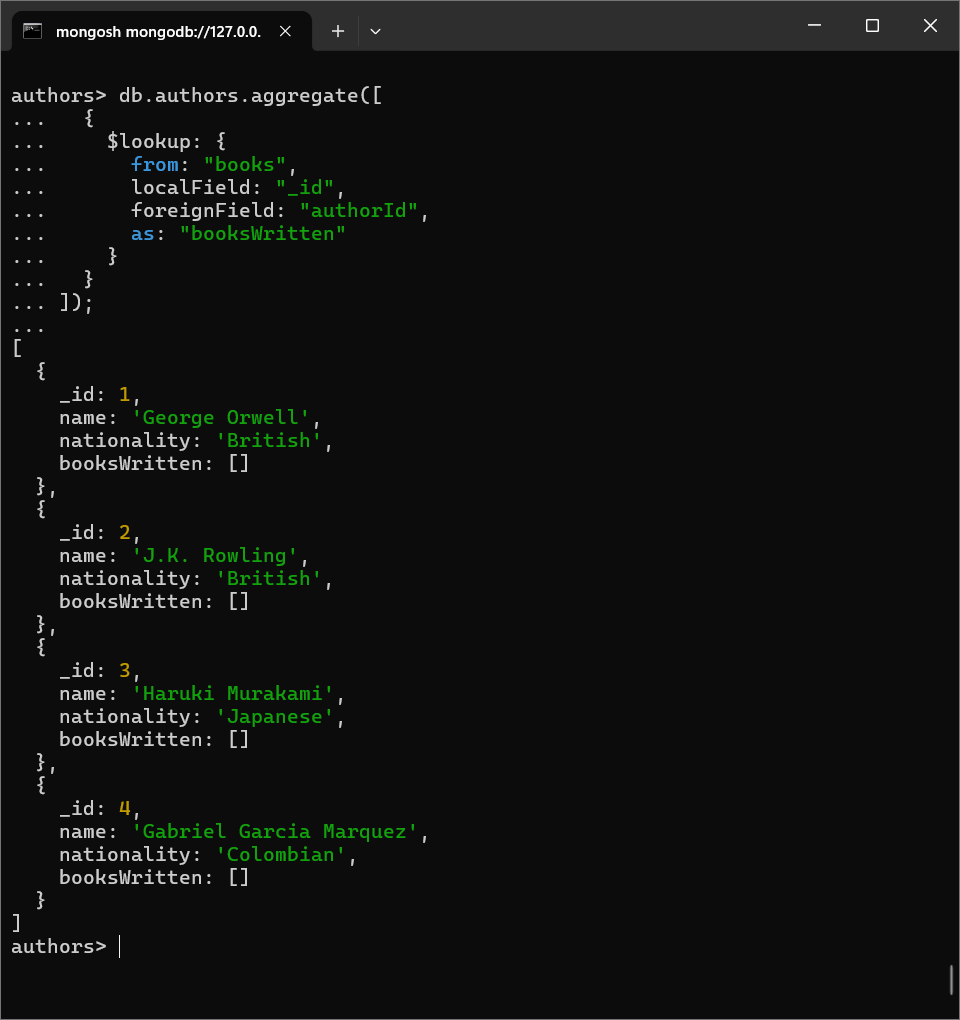 mongosh mongodb://127.0.0.
authors> db.authors.aggregate([
...   {
...     $lookup: {
...       from: "books",
...       localField: "_id",
...       foreignField: "authorId",
...       as: "booksWritten"
...     }
...   }
... ]);
...
[
  {
    _id: 1,
    name: 'George Orwell',
    nationality: 'British',
    booksWritten: []
  },
  {
    _id: 2,
    name: 'J.K. Rowling',
    nationality: 'British',
    booksWritten: []
  },
  {
    _id: 3,
    name: 'Haruki Murakami',
    nationality: 'Japanese',
    booksWritten: []
  },
  {
    _id: 4,
    name: 'Gabriel Garcia Marquez',
    nationality: 'Colombian',
    booksWritten: []
  }
]
authors>